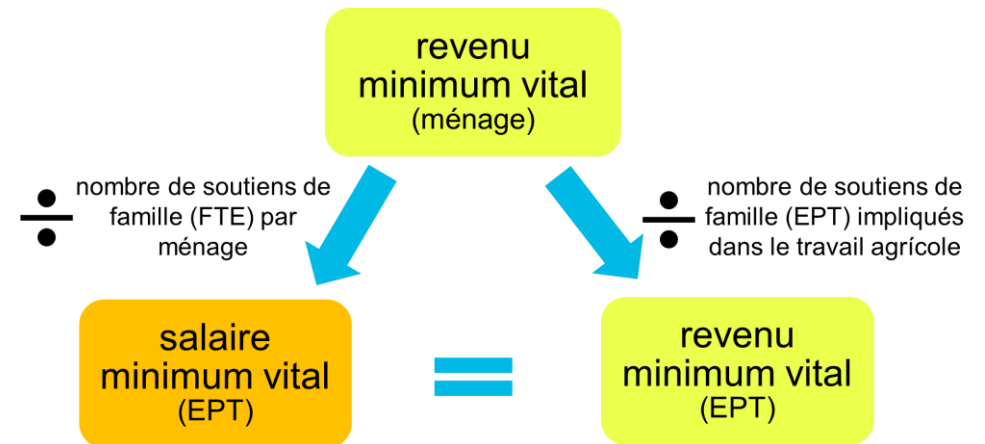 revenu
minimum vital
(ménage)
nombre de soutiens de
famille (FTE) par
ménage
nombre de soutiens de
famille (EPT) impliqués
dans le travail agrícole
salaire
minimum vital
(EPT)
revenu
minimum vital
(EPT)